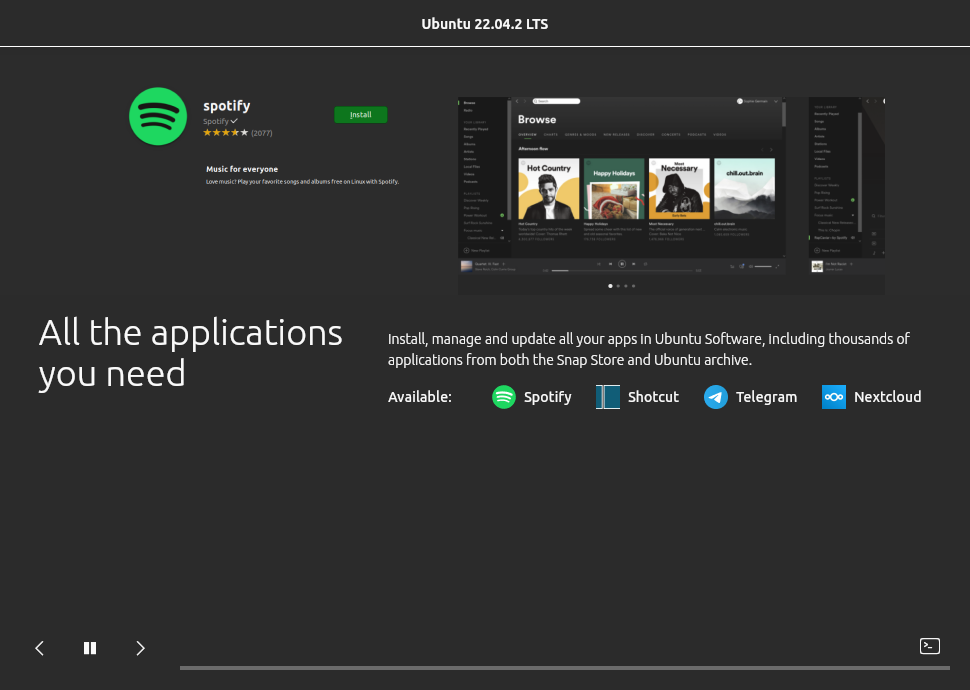 Ubuntu 22.04.2 LTS
spotify
Spotify
(2077)
Install
Music for everyone
Love music? Play your favorite songs and albums free on Linux with Spotify.
Search
Browse
OVERVIEW CHARTS GENRES & MOODS NEW RELEASES DISCOVER CONCERTS PODCASTS VIDEOS
Afternoon flow
Hot Country
Happy Holidays
Most Necessary
chill.out.brain
All the applications
you need
Install, manage and update all your apps in Ubuntu Software, including thousands of
applications from both the Snap Store and Ubuntu archive.
Available: Spotify Shotcut Telegram Nextcloud